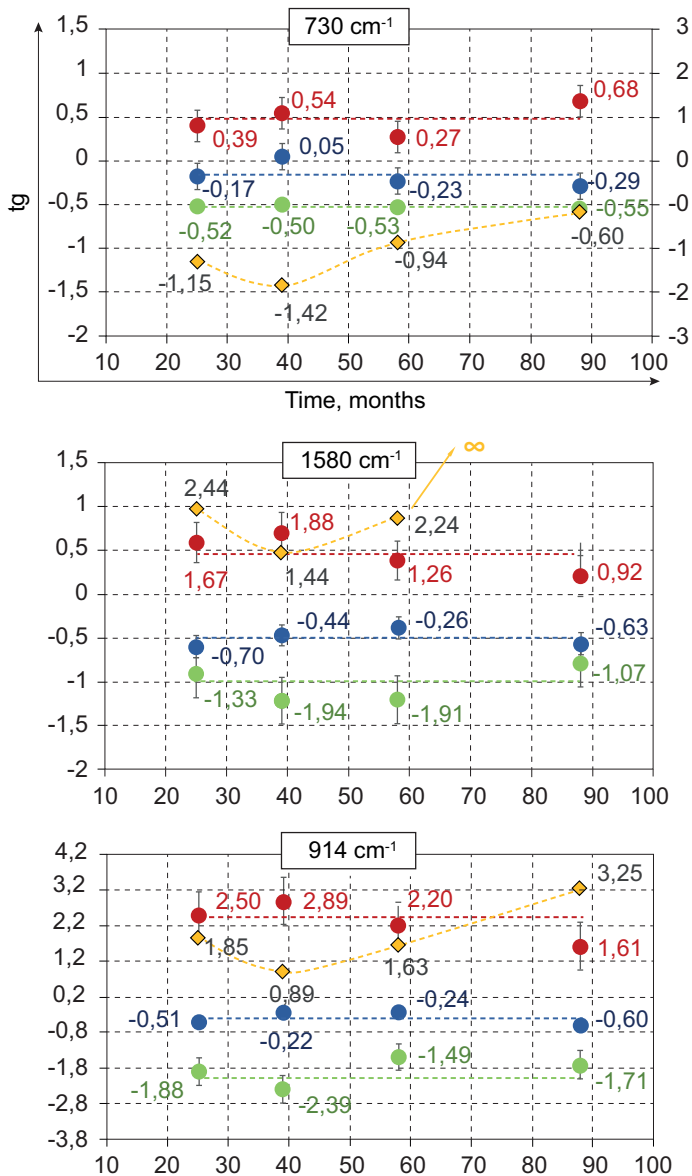 730 cm⁻¹
1,5 3
1 0,54 0,68 2
0,5 0,39 0,27 1
0 0,05 0
-0,17 -0,23 -0,29
-0,5 -0,52 -0,50 -0,53 -0,55 -0
-1 -0,94 -0,60 -1
-1,15
-1,5 -1,42 -2
-2 -3
tg
10 20 30 40 50 60 70 80 90 100
Time, months
1580 cm⁻¹
∞
1,5
1 2,44 1,88 2,24
0,5 1,67 1,44 1,26 0,92
0
-0,5 -0,70 -0,44 -0,26 -0,63
-1 -1,33 -1,94 -1,91 -1,07
-1,5
-2
10 20 30 40 50 60 70 80 90 100
914 cm⁻¹
4,2
3,2 2,50 2,89 2,20 3,25
2,2 1,85 1,63 1,61
1,2 0,89
0,2
-0,8 -0,51 -0,22 -0,24 -0,60
-1,8 -1,88 -2,39 -1,49 -1,71
-2,8
-3,8
10 20 30 40 50 60 70 80 90 100